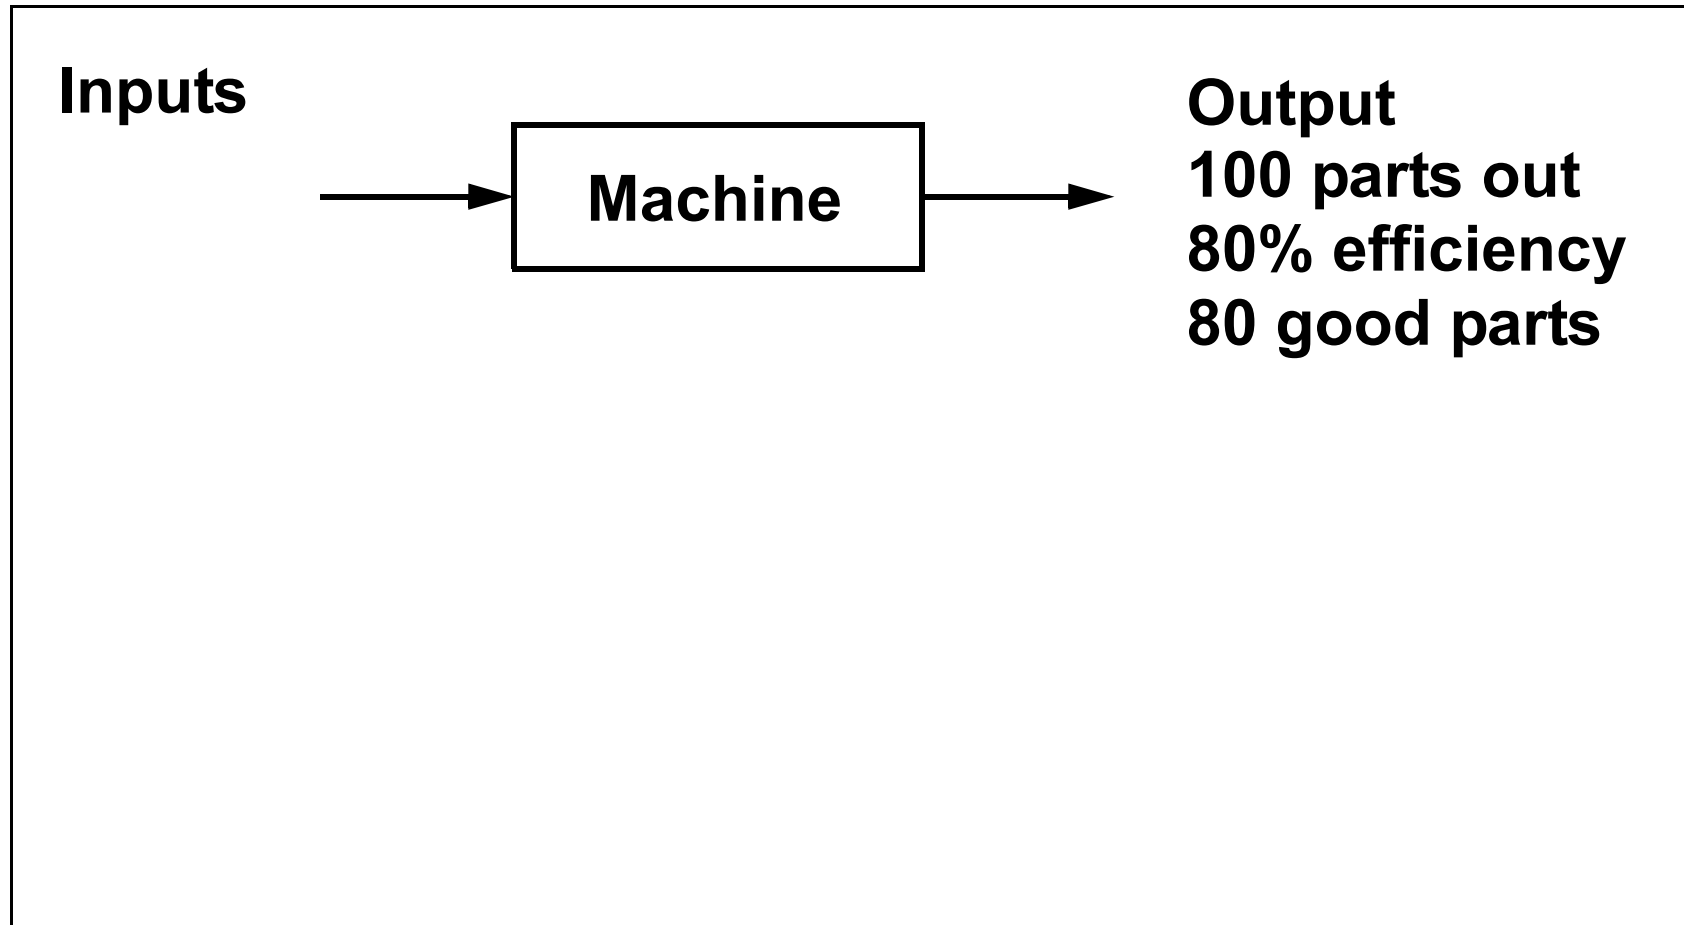 Inputs
Machine
Output
100 parts out
80% efficiency
80 good parts